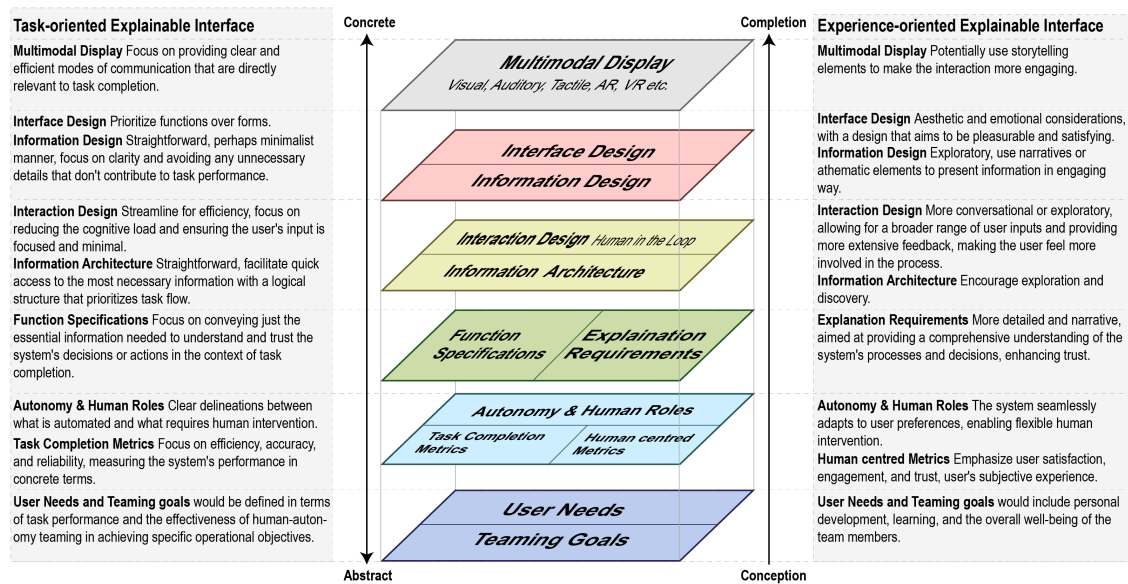 Task-oriented Explainable Interface
Multimodal Display Focus on providing clear and
efficient modes of communication that are directly
relevant to task completion.
Interface Design Prioritize functions over forms.
Information Design Straightforward, perhaps minimalist
manner, focus on clarity and avoiding any unnecessary
details that don't contribute to task performance.
Interaction Design Streamline for efficiency, focus on
reducing the cognitive load and ensuring the user's input is
focused and minimal.
Information Architecture Straightforward, facilitate quick
access to the most necessary information with a logical
structure that prioritizes task flow.
Function Specifications Focus on conveying just the
essential information needed to understand and trust the
system's decisions or actions in the context of task
completion.
Autonomy & Human Roles Clear delineations between
what is automated and what requires human intervention.
Task Completion Metrics Focus on efficiency, accuracy,
and reliability, measuring the system's performance in
concrete terms.
User Needs and Teaming goals would be defined in terms
of task performance and the effectiveness of human-auton-
omy teaming in achieving specific operational objectives.
Concrete
Completion
Multimodal Display
Visual, Auditory, Tactile, AR, VR etc.
Interface Design
Information Design
Interaction Design Human in the Loop
Information Architecture
Function
Specifications
Explaination
Requirements
Autonomy & Human Roles
Task Completion
Metrics
Human centred
Metrics
User Needs
Teaming Goals
Abstract
Conception
Experience-oriented Explainable Interface
Multimodal Display Potentially use storytelling
elements to make the interaction more engaging.
Interface Design Aesthetic and emotional considerations,
with a design that aims to be pleasurable and satisfying.
Information Design Exploratory, use narratives or
athematic elements to present information in engaging
way.
Interaction Design More conversational or exploratory,
allowing for a broader range of user inputs and providing
more extensive feedback, making the user feel more
involved in the process.
Information Architecture Encourage exploration and
discovery.
Explanation Requirements More detailed and narrative,
aimed at providing a comprehensive understanding of the
system's processes and decisions, enhancing trust.
Autonomy & Human Roles The system seamlessly
adapts to user preferences, enabling flexible human
intervention.
Human centred Metrics Emphasize user satisfaction,
engagement, and trust, user's subjective experience.
User Needs and Teaming goals would include personal
development, learning, and the overall well-being of the
team members.